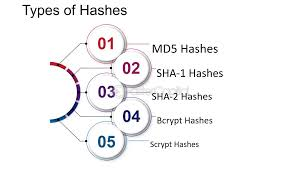 Types of Hashes
01 MD5 Hashes
02 SHA-1 Hashes
03 SHA-2 Hashes
04 Bcrypt Hashes
05 Scrypt Hashes